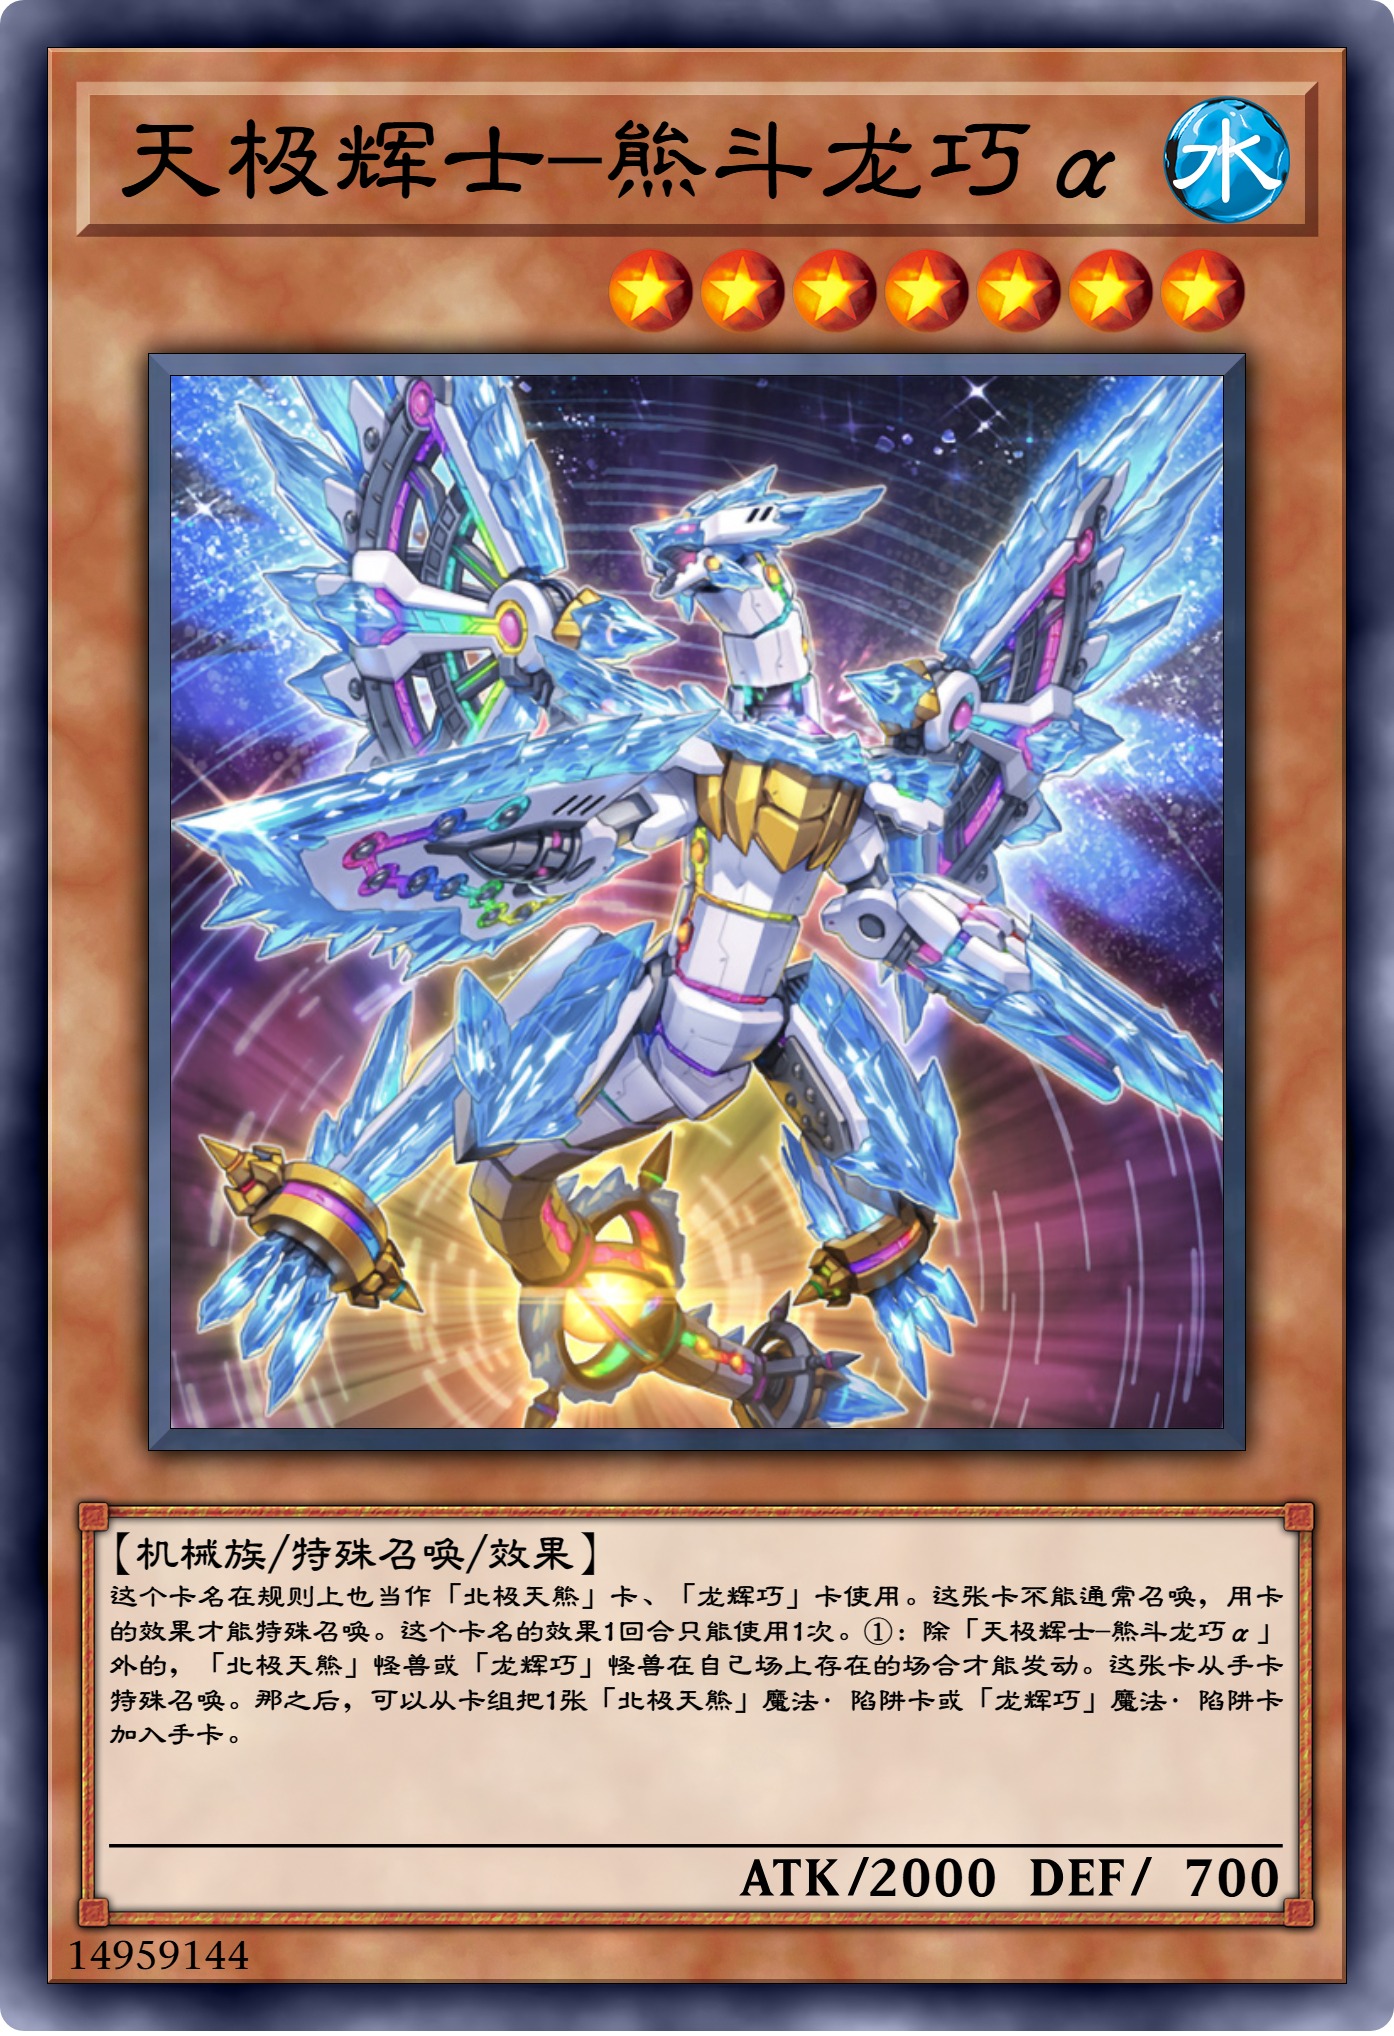 天极辉士-熊斗龙巧α
水
【机械族/特殊召唤/效果】
这个卡名在规则上也当作「北极天熊」卡、「龙辉巧」卡使用。这张卡不能通常召唤，用卡
的效果才能特殊召唤。这个卡名的效果1回合只能使用1次。①：除「天极辉士-熊斗龙巧α」
外的，「北极天熊」怪兽或「龙辉巧」怪兽在自己场上存在的场合才能发动。这张卡从手卡
特殊召唤。那之后，可以从卡组把1张「北极天熊」魔法·陷阱卡或「龙辉巧」魔法·陷阱卡
加入手卡。
ATK/2000 DEF/ 700
14959144